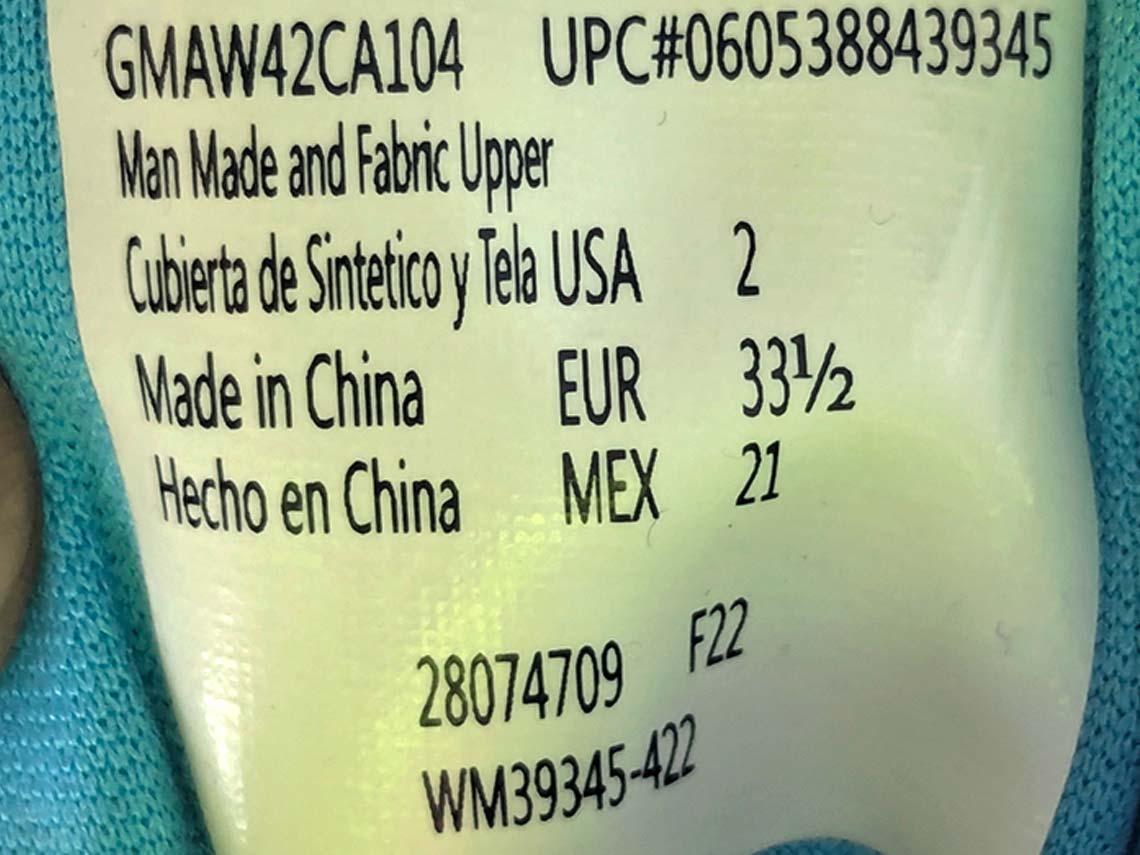 GMAW42CA104 UPC#0605388439345
Man Made and Fabric Upper
Cubierta de Sintetico y Tela USA 2
Made in China EUR 33½
Hecho en China MEX 21
28074709 F22
WM39345-422